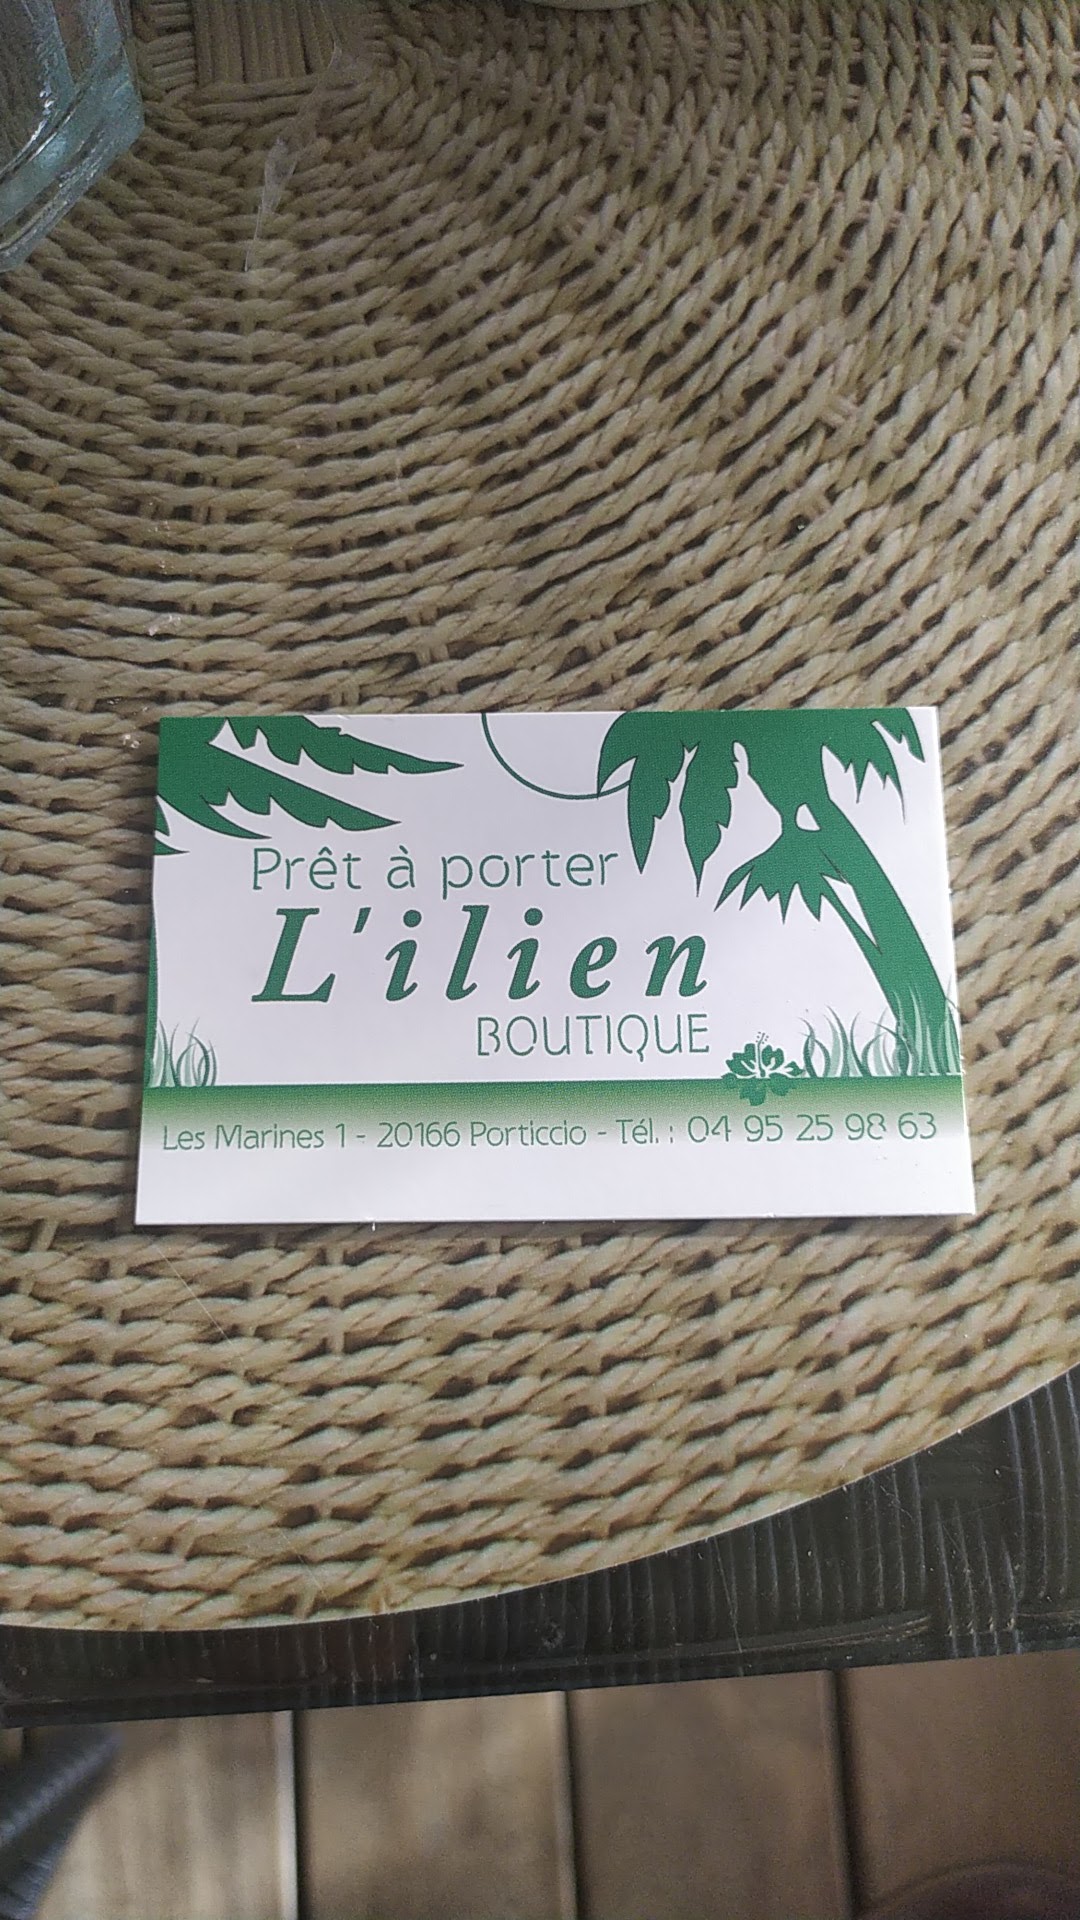 Prêt à porter
L'ilien
BOUTIQUE
Les Marines 1 - 20166 Porticcio - Tél. : 04 95 25 98 63